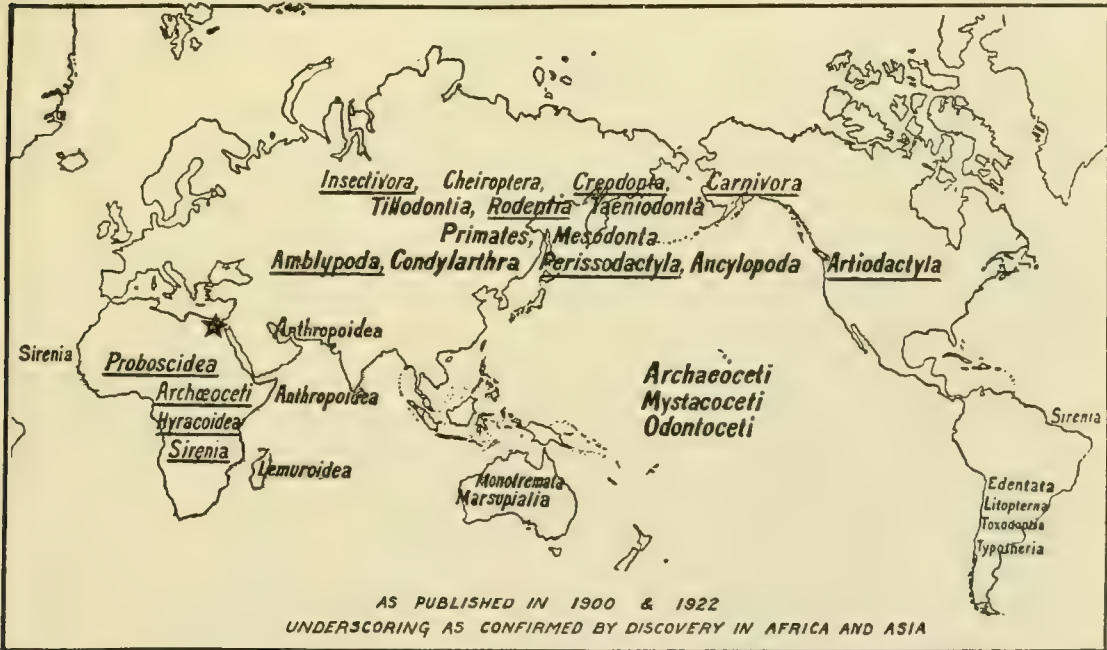 Insectivora, Cheiroptera, Creodonta, Carnivora
Tillodontia, Rodentia Taeniodonta
Primates, Mesodonta
Amblypoda, Condylarthra Perissodactyla, Ancylopoda Artiodactyla
Anthropoidea
Sirenia
Proboscidea
Archæoceti
Anthropoidea
Hyracoidea
Sirenia
Lemuroidea
Archaeoceti
Mystacoceti
Odontoceti
Monotremata
Marsupialia
Sirenia
Edentata
Litopterna
Toxodontia
Typotheria
AS PUBLISHED IN 1900 & 1922
UNDERSCORING AS CONFIRMED BY DISCOVERY IN AFRICA AND ASIA